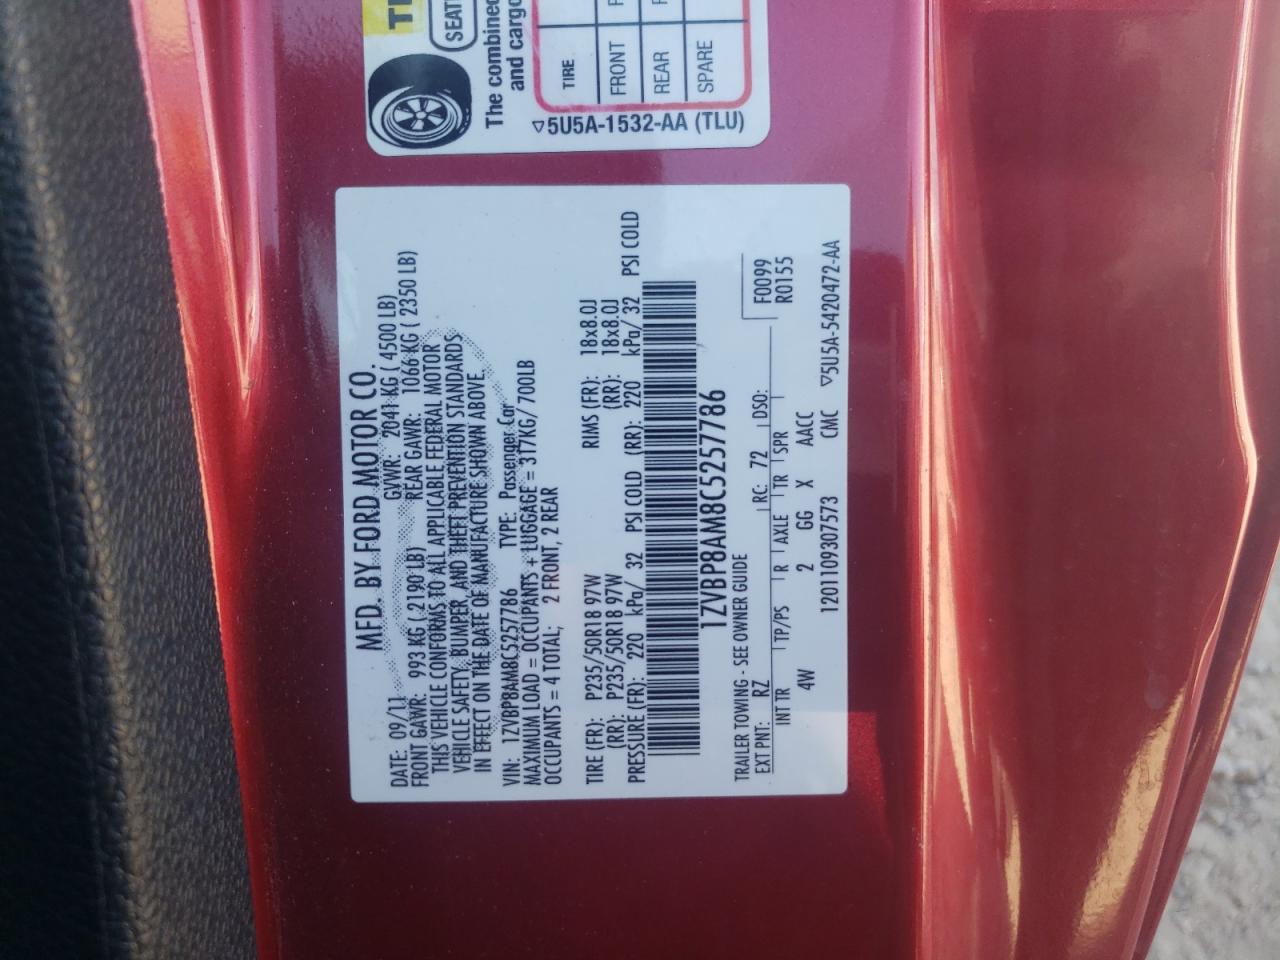 TI
SEATI
The combined
and cargo
TIRE
FRONT
REAR
SPARE
▽5U5A-1532-AA (TLU)
MFD. BY FORD MOTOR CO.
DATE: 09/11 GVWR: 2041 KG ( 4500 LB)
FRONT GAWR: 993 KG ( 2190 LB) REAR GAWR: 1066 KG ( 2350 LB)
THIS VEHICLE CONFORMS TO ALL APPLICABLE FEDERAL MOTOR
VEHICLE SAFETY, BUMPER, AND THEFT PREVENTION STANDARDS
IN EFFECT ON THE DATE OF MANUFACTURE SHOWN ABOVE.
VIN: 1ZVBP8AM8C5257786 TYPE: Passenger Car
MAXIMUM LOAD = OCCUPANTS + LUGGAGE = 317KG/ 700LB
OCCUPANTS = 4 TOTAL; 2 FRONT, 2 REAR
TIRE (FR): P235/50R18 97W RIMS (FR): 18x8.0J
(RR): P235/50R18 97W (RR): 18x8.0J
PRESSURE (FR): 220 kPa/ 32 PSI COLD (RR): 220 kPa/ 32 PSI COLD
1ZVBP8AM8C5257786
TRAILER TOWING - SEE OWNER GUIDE
EXT PNT: RZ RC: 72 DSO: F0099
INT TR TP/PS R AXLE TR SPR R0155
4W 2 GG X AACC
1201109307573 CMC ▽5U5A-5420472-AA